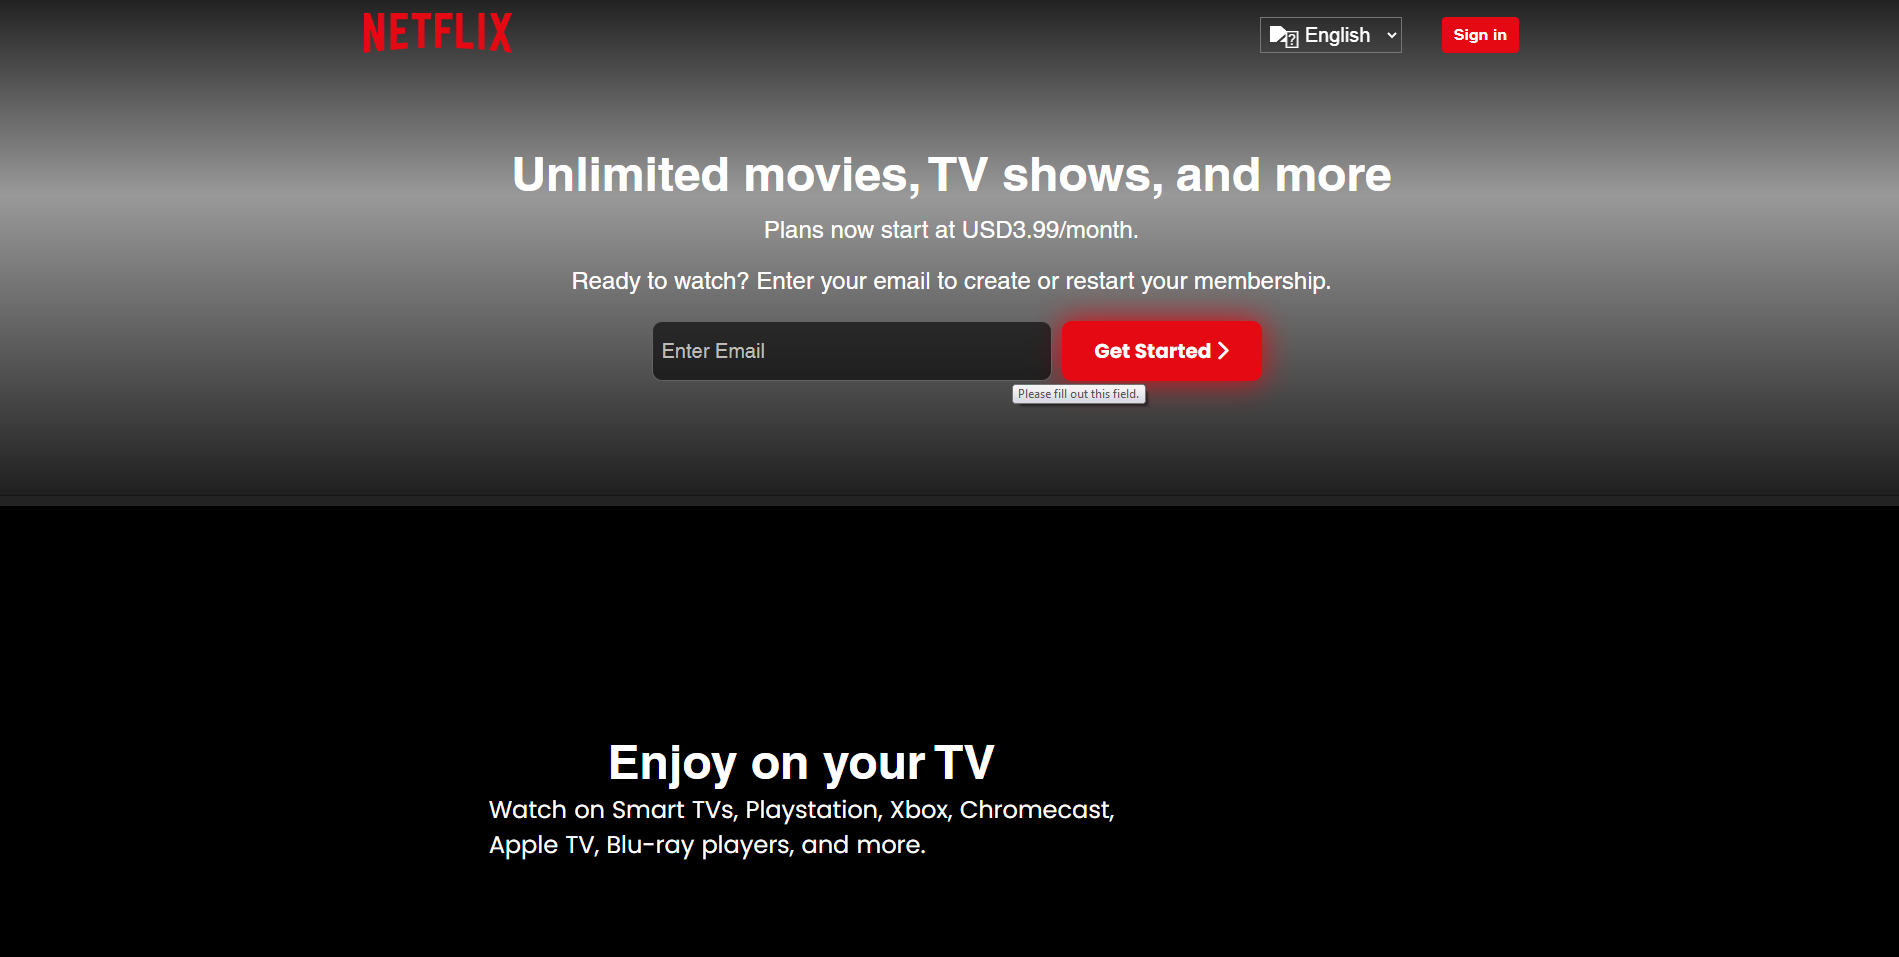 NETFLIX
English
Sign in
Unlimited movies, TV shows, and more
Plans now start at USD3.99/month.
Ready to watch? Enter your email to create or restart your membership.
Enter Email
Get Started
Please fill out this field.
Enjoy on your TV
Watch on Smart TVs, Playstation, Xbox, Chromecast,
Apple TV, Blu-ray players, and more.